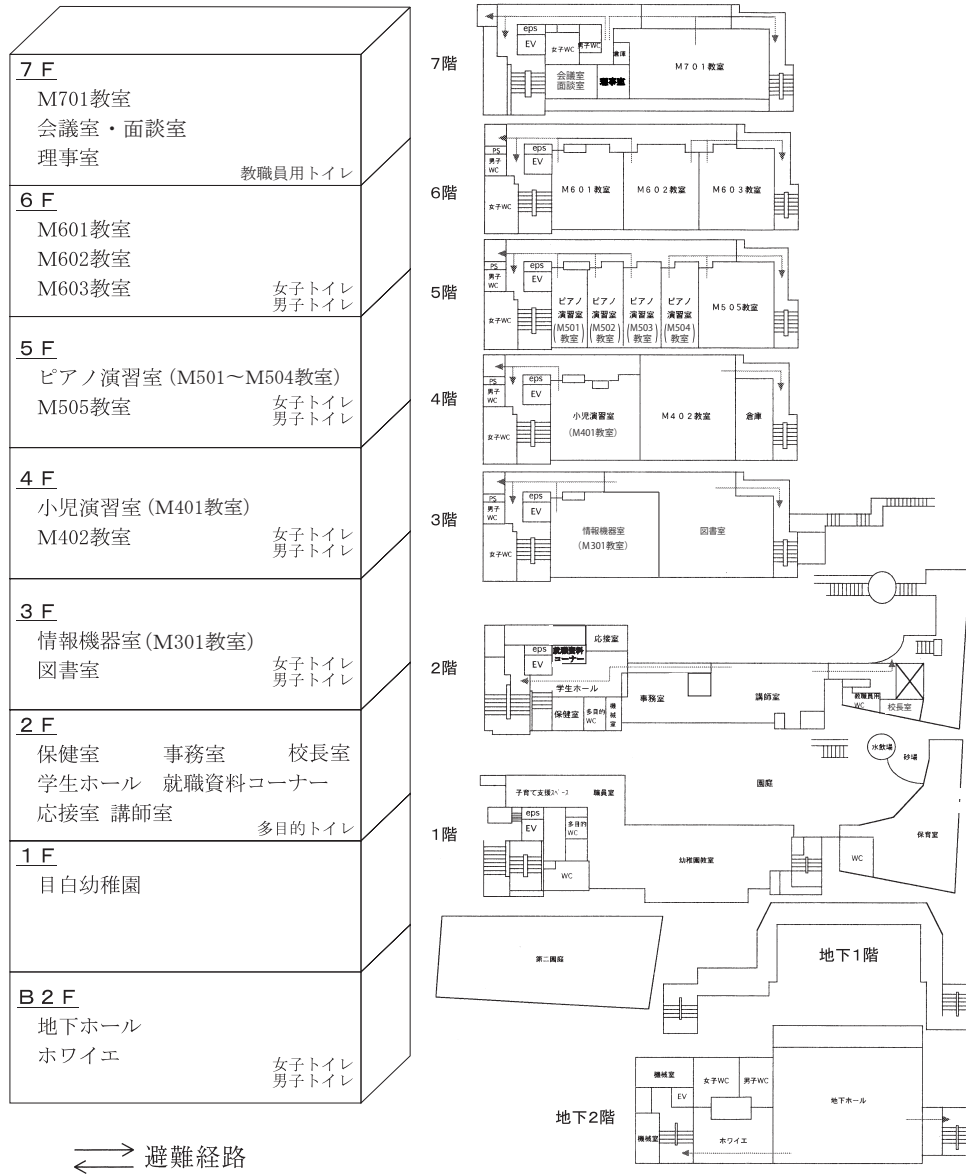 7F
M701教室
会議室・面談室
理事室
教職員用トイレ
6F
M601教室
M602教室
M603教室
女子トイレ
男子トイレ
5F
ピアノ演習室(M501～M504教室)
M505教室
女子トイレ
男子トイレ
4F
小児演習室(M401教室)
M402教室
女子トイレ
男子トイレ
3F
情報機器室(M301教室)
図書室
女子トイレ
男子トイレ
2F
保健室 事務室 校長室
学生ホール 就職資料コーナー
応接室 講師室
多目的トイレ
1F
目白幼稚園
B2F
地下ホール
ホワイエ
女子トイレ
男子トイレ
避難経路
7階
eps
EV
女子WC
男子WC
倉庫
会議室
面談室
理事室
M701教室
6階
PS
男子
WC
女子WC
eps
EV
M601教室
M602教室
M603教室
5階
PS
男子
WC
女子WC
eps
EV
ピアノ
演習室
(M501教室)
ピアノ
演習室
(M502教室)
ピアノ
演習室
(M503教室)
ピアノ
演習室
(M504教室)
M505教室
4階
PS
男子
WC
女子WC
eps
EV
小児演習室
(M401教室)
M402教室
倉庫
3階
PS
男子
WC
女子WC
eps
EV
情報機器室
(M301教室)
図書室
2階
eps
EV
就職資料
コーナー
応接室
学生ホール
保健室
多目的
WC
機械室
事務室
講師室
教職員用
WC
校長室
1階
子育て支援スペース
職員室
eps
EV
多目的
WC
WC
幼稚園教室
園庭
水飲場
砂場
WC
保育室
第二園庭
地下1階
地下2階
機械室
EV
女子WC
男子WC
機械室
ホワイエ
地下ホール